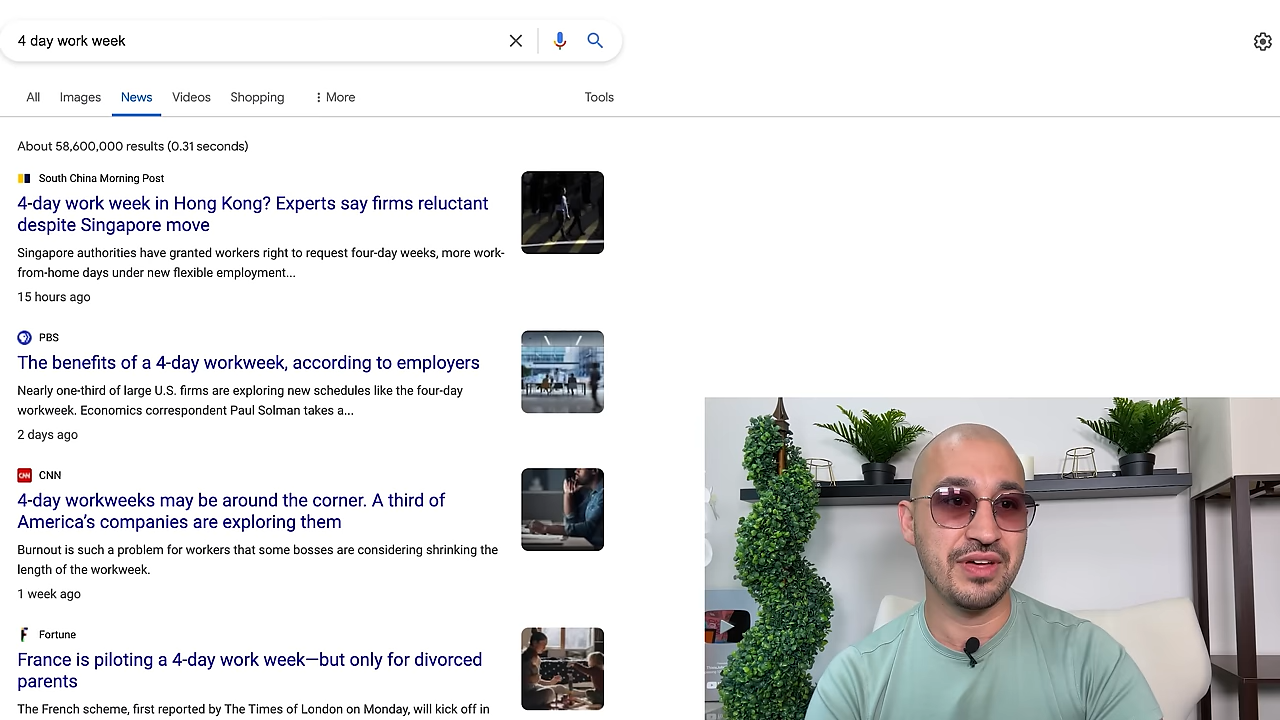 4 day work week
All Images News Videos Shopping More Tools
About 58,600,000 results (0.31 seconds)
South China Morning Post
4-day work week in Hong Kong? Experts say firms reluctant
despite Singapore move
Singapore authorities have granted workers right to request four-day weeks, more work-
from-home days under new flexible employment...
15 hours ago
PBS
The benefits of a 4-day workweek, according to employers
Nearly one-third of large U.S. firms are exploring new schedules like the four-day
workweek. Economics correspondent Paul Solman takes a...
2 days ago
CNN
CNN
4-day workweeks may be around the corner. A third of
America's companies are exploring them
Burnout is such a problem for workers that some bosses are considering shrinking the
length of the workweek.
1 week ago
F
Fortune
France is piloting a 4-day work week—but only for divorced
parents
The French scheme, first reported by The Times of London on Monday, will kick off in